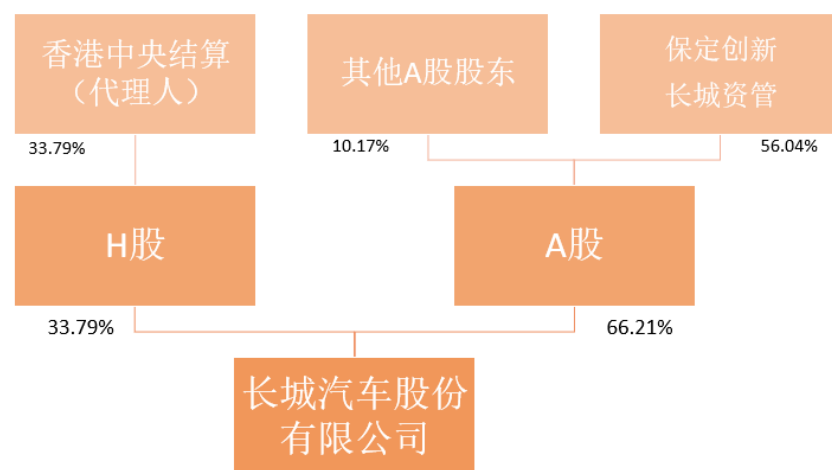 香港中央结算
（代理人）
其他A股股东
保定创新
长城资管
33.79%
10.17%
56.04%
H股
A股
33.79%
66.21%
长城汽车股份
有限公司